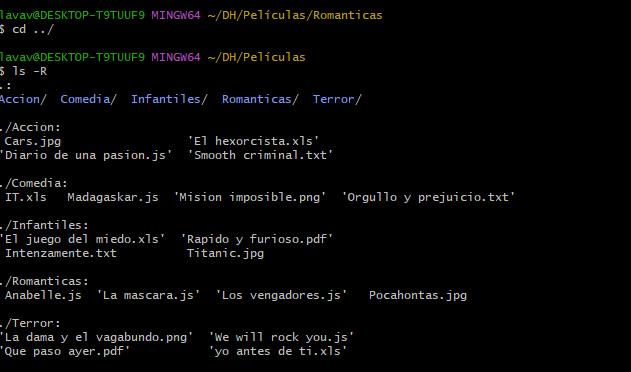 lavav@DESKTOP-T9TUUF9 MINGW64 ~/DH/Películas/Romanticas
$ cd ../
lavav@DESKTOP-T9TUUF9 MINGW64 ~/DH/Películas
$ ls -R
.:
Accion/  Comedia/  Infantiles/  Romanticas/  Terror/
./Accion:
Cars.jpg  'El hexorcista.xls'
'Diario de una pasion.js'  'Smooth criminal.txt'
./Comedia:
IT.xls  Madagaskar.js  'Mision imposible.png'  'Orgullo y prejuicio.txt'
./Infantiles:
'El juego del miedo.xls'  'Rapido y furioso.pdf'
Intenzamente.txt  Titanic.jpg
./Romanticas:
Anabelle.js  'La mascara.js'  'Los vengadores.js'  Pocahontas.jpg
./Terror:
'La dama y el vagabundo.png'  'We will rock you.js'
'Que paso ayer.pdf'  'yo antes de ti.xls'